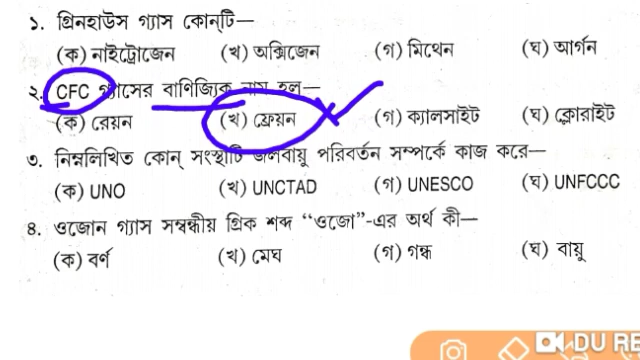 ১. গ্রিনহাউস গ্যাস কোন্‌টি—
(ক) নাইট্রোজেন (খ) অক্সিজেন (গ) মিথেন (ঘ) আর্গন
২. CFC গ্যাসের বাণিজ্যিক নাম হল—
(ক) রেয়ন (খ) ফ্রেয়ন (গ) ক্যালসাইট (ঘ) ক্লোরাইট
৩. নিম্নলিখিত কোন্ সংস্থাটি জলবায়ু পরিবর্তন সম্পর্কে কাজ করে—
(ক) UNO (খ) UNCTAD (গ) UNESCO (ঘ) UNFCCC
৪. ওজোন গ্যাস সম্বন্ধীয় গ্রিক শব্দ “ওজো”-এর অর্থ কী—
(ক) বর্ণ (খ) মেঘ (গ) গন্ধ (ঘ) বায়ু
DU RE